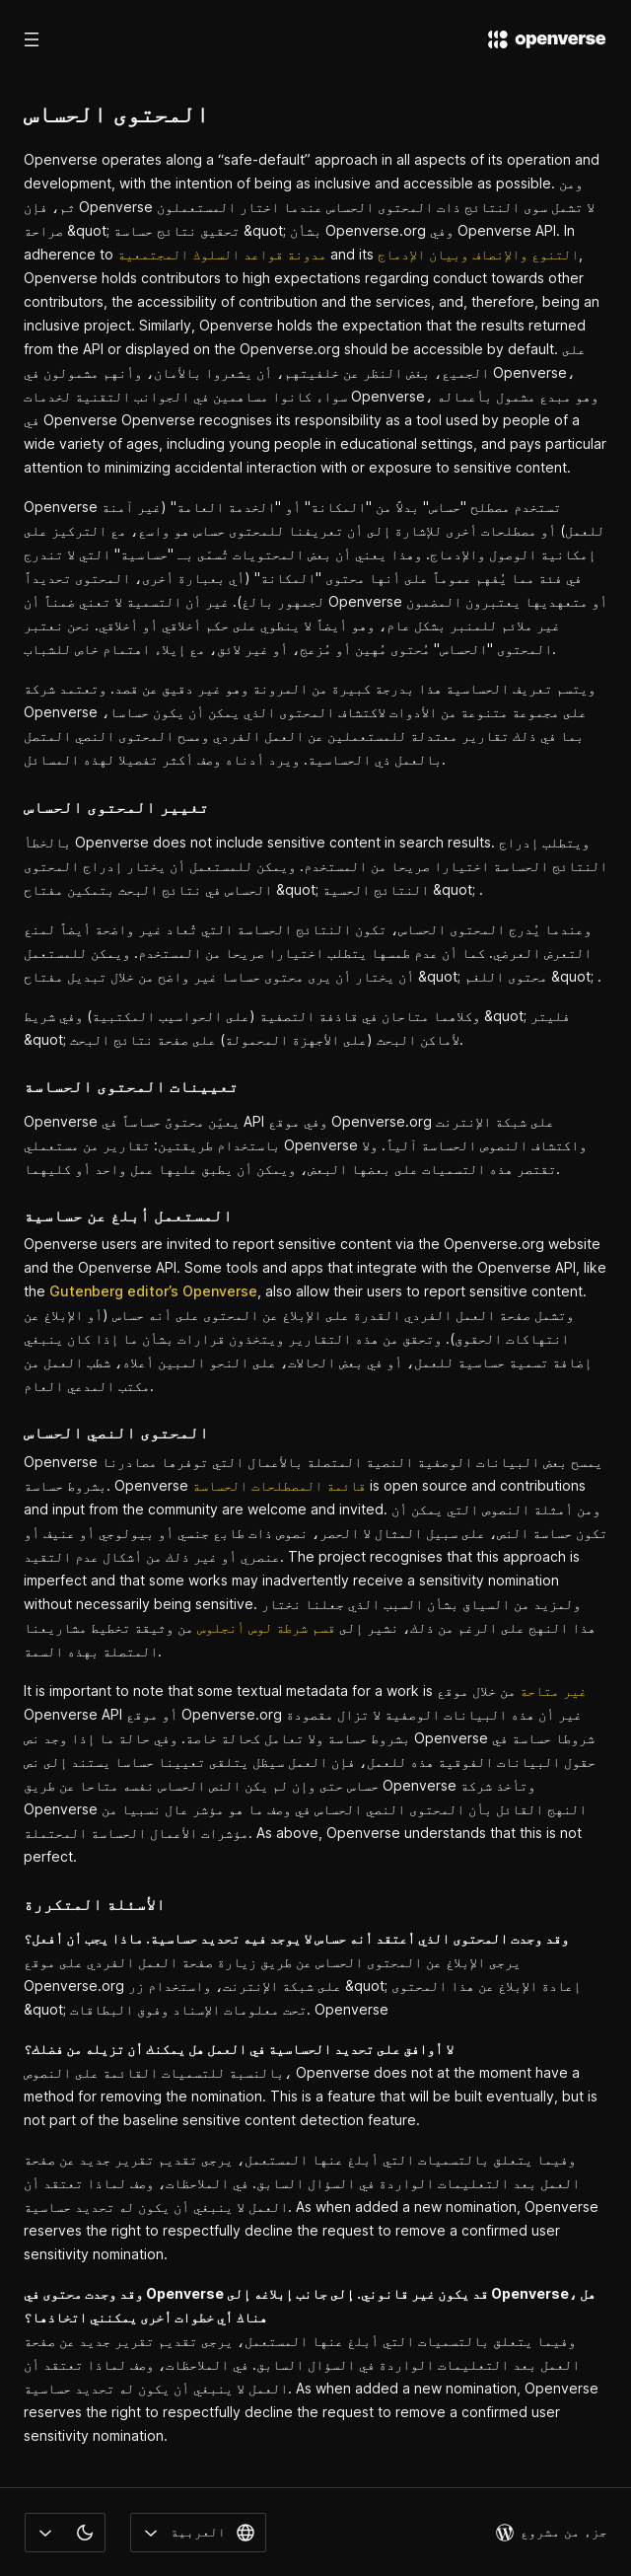 openverse
المحتوى الحساس
Openverse operates along a “safe-default” approach in all aspects of its operation and
development, with the intention of being as inclusive and accessible as possible. ومن
ثم، فإن Openverse لا تشمل سوى النتائج ذات المحتوى الحساس عندما اختار المستعملون
صراحة &quot; تحقيق نتائج حساسة &quot; بشأن Openverse.org وفي Openverse API. In
adherence to مدونة قواعد السلوك المجتمعية and its التنوع والإنصاف وبيان الإدماج,
Openverse holds contributors to high expectations regarding conduct towards other
contributors, the accessibility of contribution and the services, and, therefore, being an
inclusive project. Similarly, Openverse holds the expectation that the results returned
from the API or displayed on the Openverse.org should be accessible by default. على
الجميع، بغض النظر عن خلفيتهم، أن يشعروا بالأمان، وأنهم مشمولون في Openverse،
سواء كانوا مساهمين في الجوانب التقنية لخدمات Openverse، وهو مبدع مشمول بأعماله
في Openverse Openverse recognises its responsibility as a tool used by people of a
wide variety of ages, including young people in educational settings, and pays particular
attention to minimizing accidental interaction with or exposure to sensitive content.
Openverse تستخدم مصطلح "حساس" بدلاً من "المكانة" أو "الخدمة العامة" (غير آمنة
للعمل) أو مصطلحات أخرى للإشارة إلى أن تعريفنا للمحتوى حساس هو واسع، مع التركيز على
إمكانية الوصول والإدماج. وهذا يعني أن بعض المحتويات تُسمّى بـ "حساسية" التي لا تندرج
في فئة مما يُفهم عموماً على أنها محتوى "المكانة" (أي بعبارة أخرى، المحتوى تحديداً
لجمهور بالغ). غير أن التسمية لا تعني ضمناً أن Openverse أو متعهديها يعتبرون المضمون
غير ملائم للمنبر بشكل عام، وهو أيضاً لا ينطوي على حكم أخلاقي أو أخلاقي. نحن نعتبر
المحتوى "الحساس" مُحتوى مُهين أو مُزعج، أو غير لائق، مع إيلاء اهتمام خاص للشباب.
ويتسم تعريف الحساسية هذا بدرجة كبيرة من المرونة وهو غير دقيق عن قصد. وتعتمد شركة
Openverse على مجموعة متنوعة من الأدوات لاكتشاف المحتوى الذي يمكن أن يكون حساسا،
بما في ذلك تقارير معتدلة للمستعملين عن العمل الفردي ومسح المحتوى النصي المتصل
بالعمل ذي الحساسية. ويرد أدناه وصف أكثر تفصيلا لهذه المسائل.
تغيير المحتوى الحساس
بالخطأ Openverse does not include sensitive content in search results. ويتطلب إدراج
النتائج الحساسة اختيارا صريحا من المستخدم. ويمكن للمستعمل أن يختار إدراج المحتوى
الحساس في نتائج البحث بتمكين مفتاح &quot; النتائج الحسية &quot; .
وعندما يُدرج المحتوى الحساس، تكون النتائج الحساسة التي تُعاد غير واضحة أيضاً لمنع
التعرض العرضي. كما أن عدم طمسها يتطلب اختيارا صريحا من المستخدم. ويمكن للمستعمل
أن يختار أن يرى محتوى حساسا غير واضح من خلال تبديل مفتاح &quot; محتوى اللغم &quot; .
وكلاهما متاحان في قاذفة التصفية (على الحواسيب المكتبية) وفي شريط &quot; فليتر
&quot; لأماكن البحث (على الأجهزة المحمولة) على صفحة نتائج البحث.
تعيينات المحتوى الحساسة
Openverse يعيّن محتوىً حساساً في API وفي موقع Openverse.org على شبكة الإنترنت
باستخدام طريقتين: تقارير من مستعملي Openverse واكتشاف النصوص الحساسة آلياً. ولا
تقتصر هذه التسميات على بعضها البعض، ويمكن أن يطبق عليها عمل واحد أو كليهما.
المستعمل أبلغ عن حساسية
Openverse users are invited to report sensitive content via the Openverse.org website
and the Openverse API. Some tools and apps that integrate with the Openverse API, like
the Gutenberg editor’s Openverse, also allow their users to report sensitive content.
وتشمل صفحة العمل الفردي القدرة على الإبلاغ عن المحتوى على أنه حساس (أو الإبلاغ عن
انتهاكات الحقوق). وتحقق من هذه التقارير ويتخذون قرارات بشأن ما إذا كان ينبغي
إضافة تسمية حساسية للعمل، أو في بعض الحالات، على النحو المبين أعلاه، شطب العمل من
مكتب المدعي العام.
المحتوى النصي الحساس
Openverse يمسح بعض البيانات الوصفية النصية المتصلة بالأعمال التي توفرها مصادرنا
بشروط حساسة. Openverse قائمة المصطلحات الحساسة is open source and contributions
and input from the community are welcome and invited. ومن أمثلة النصوص التي يمكن أن
تكون حساسة النص، على سبيل المثال لا الحصر، نصوص ذات طابع جنسي أو بيولوجي أو عنيف أو
عنصري أو غير ذلك من أشكال عدم التقيد. The project recognises that this approach is
imperfect and that some works may inadvertently receive a sensitivity nomination
without necessarily being sensitive. ولمزيد من السياق بشأن السبب الذي جعلنا نختار
هذا النهج على الرغم من ذلك، نشير إلى قسم شرطة لوس أنجلوس من وثيقة تخطيط مشاريعنا
المتصلة بهذه السمة.
It is important to note that some textual metadata for a work is غير متاحة من خلال موقع
Openverse API أو موقع Openverse.org غير أن هذه البيانات الوصفية لا تزال مقصودة
بشروط حساسة ولا تعامل كحالة خاصة. وفي حالة ما إذا وجد نص Openverse شروطا حساسة في
حقول البيانات الفوقية هذه للعمل، فإن العمل سيظل يتلقى تعيينا حساسا يستند إلى نص
حساس حتى وإن لم يكن النص الحساس نفسه متاحا عن طريق Openverse وتأخذ شركة
Openverse النهج القائل بأن المحتوى النصي الحساس في وصف ما هو مؤشر عال نسبيا من
مؤشرات الأعمال الحساسة المحتملة. As above, Openverse understands that this is not
perfect.
الأسئلة المتكررة
وقد وجدت المحتوى الذي أعتقد أنه حساس لا يوجد فيه تحديد حساسية. ماذا يجب أن أفعل؟
يرجى الإبلاغ عن المحتوى الحساس عن طريق زيارة صفحة العمل الفردي على موقع
Openverse.org على شبكة الإنترنت، واستخدام زر &quot; إعادة الإبلاغ عن هذا المحتوى
&quot; تحت معلومات الإسناد وفوق البطاقات. Openverse
لا أوافق على تحديد الحساسية في العمل هل يمكنك أن تزيله من فضلك؟
بالنسبة للتسميات القائمة على النصوص، Openverse does not at the moment have a
method for removing the nomination. This is a feature that will be built eventually, but is
not part of the baseline sensitive content detection feature.
وفيما يتعلق بالتسميات التي أبلغ عنها المستعمل، يرجى تقديم تقرير جديد عن صفحة
العمل بعد التعليمات الواردة في السؤال السابق. في الملاحظات، وصف لماذا تعتقد أن
العمل لا ينبغي أن يكون له تحديد حساسية. As when added a new nomination, Openverse
reserves the right to respectfully decline the request to remove a confirmed user
sensitivity nomination.
وقد وجدت محتوى في Openverse قد يكون غير قانوني. إلى جانب إبلاغه إلى Openverse، هل
هناك أي خطوات أخرى يمكنني اتخاذها؟
وفيما يتعلق بالتسميات التي أبلغ عنها المستعمل، يرجى تقديم تقرير جديد عن صفحة
العمل بعد التعليمات الواردة في السؤال السابق. في الملاحظات، وصف لماذا تعتقد أن
العمل لا ينبغي أن يكون له تحديد حساسية. As when added a new nomination, Openverse
reserves the right to respectfully decline the request to remove a confirmed user
sensitivity nomination.
جزء من مشروع
العربية